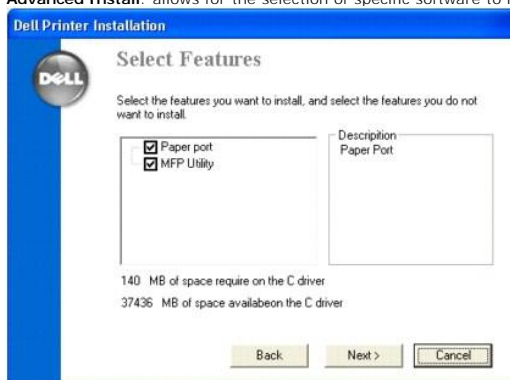 Advanced Install: allows for the selection of specific software to
Dell Printer Installation
DELL
Select Features
Select the features you want to install, and select the features you do not
want to install.
Paper port
MFP Utility
Descripition
Paper Port
140 MB of space require on the C driver
37436 MB of space availabeon the C driver
Back
Next >
Cancel